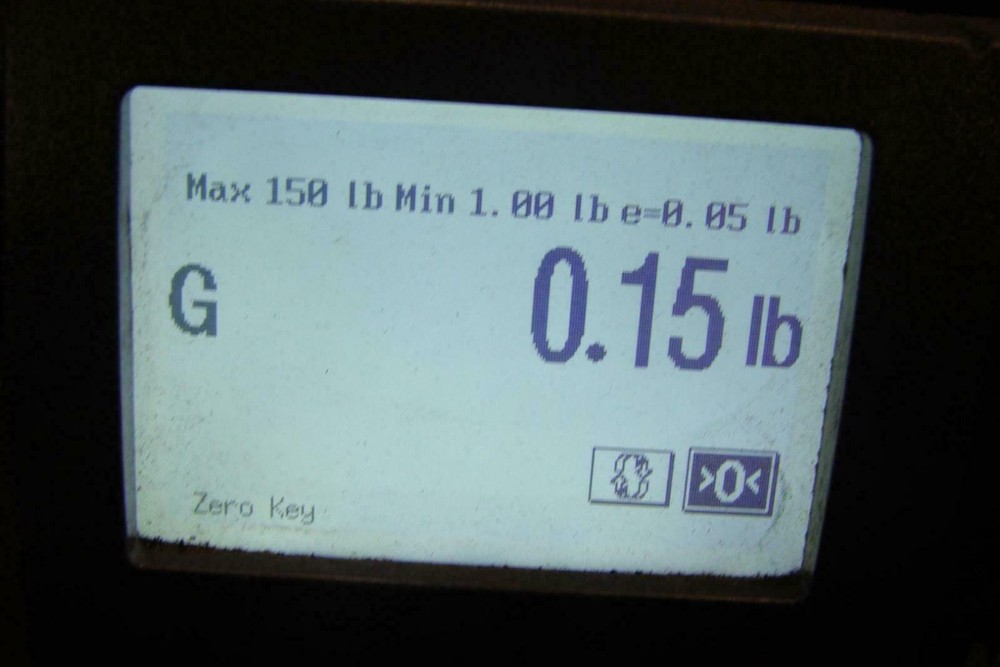 Max 150 lb Min 1.00 lb e=0.05 lb
G 0.15 lb
>0<
Zero Key